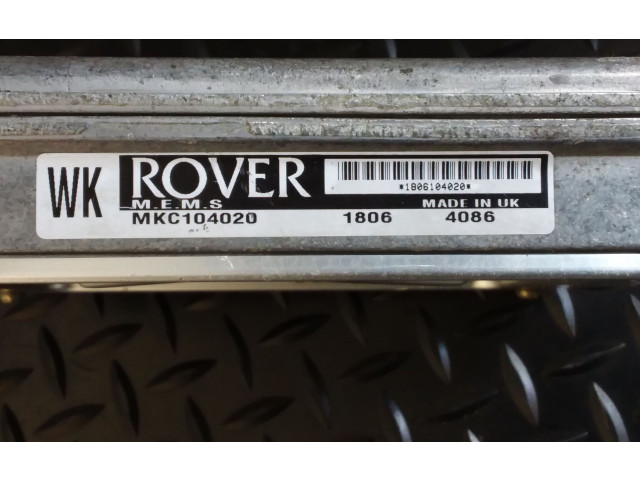 WK
ROVER
*1806104020*
M.E.M.S MADE IN UK
MKC104020 1806 4086